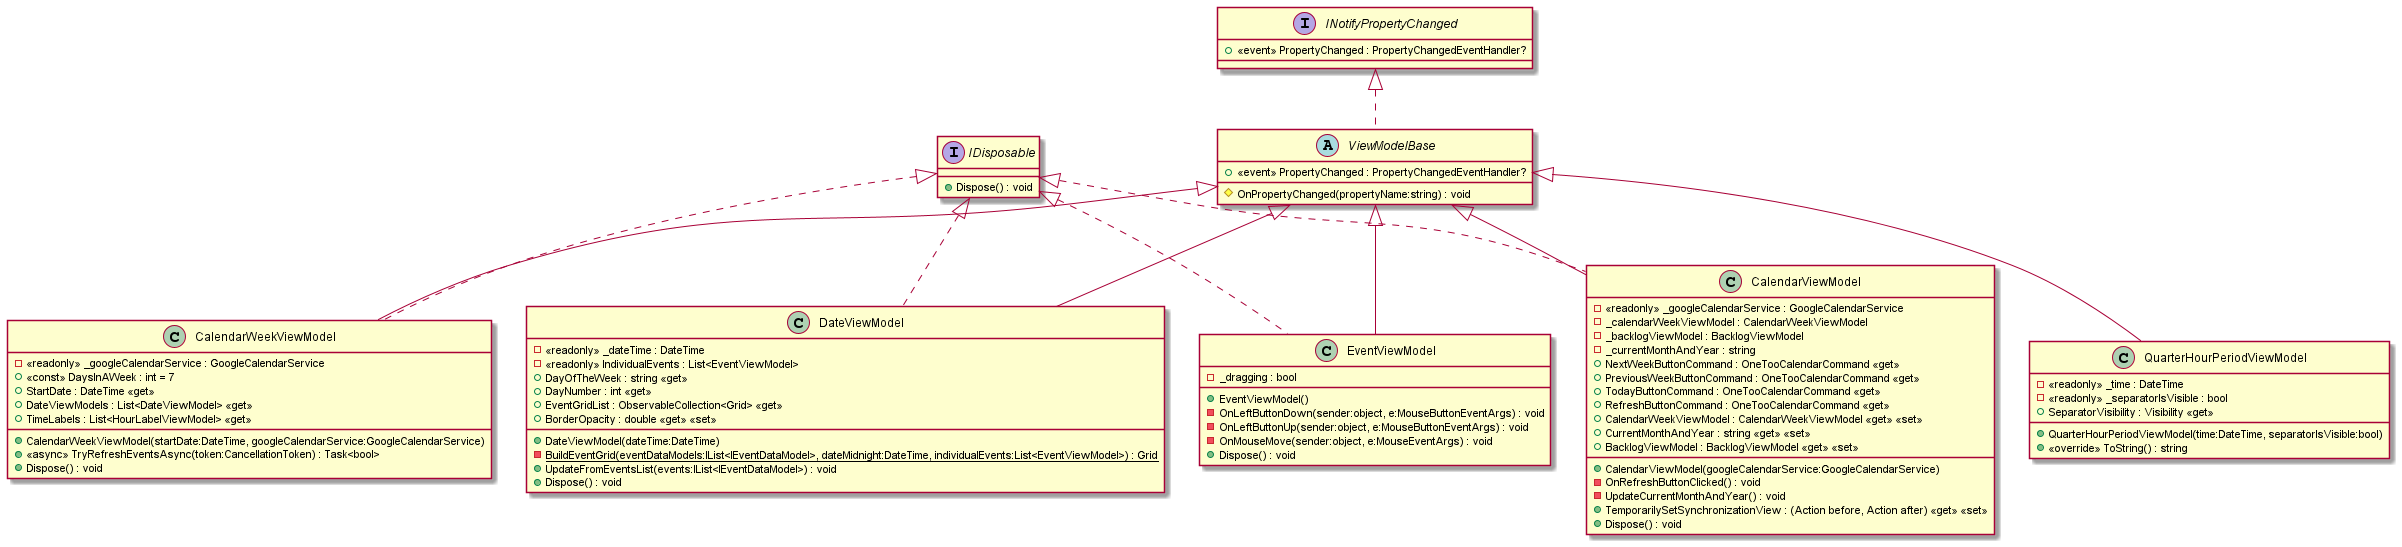 I INotifyPropertyChanged
«event» PropertyChanged : PropertyChangedEventHandler?
I IDisposable
Dispose() : void
A ViewModelBase
«event» PropertyChanged : PropertyChangedEventHandler?
OnPropertyChanged(propertyName:string) : void
C CalendarWeekViewModel
«readonly» _googleCalendarService : GoogleCalendarService
«const» DaysInAWeek : int = 7
StartDate : DateTime «get»
DateViewModels : List<DateViewModel> «get»
TimeLabels : List<HourLabelViewModel> «get»
CalendarWeekViewModel(startDate:DateTime, googleCalendarService:GoogleCalendarService)
«async» TryRefreshEventsAsync(token:CancellationToken) : Task<bool>
Dispose() : void
C DateViewModel
«readonly» _dateTime : DateTime
«readonly» IndividualEvents : List<EventViewModel>
DayOfTheWeek : string «get»
DayNumber : int «get»
EventGridList : ObservableCollection<Grid> «get»
BorderOpacity : double «get» «set»
DateViewModel(dateTime:DateTime)
BuildEventGrid(eventDataModels:IList<IEventDataModel>, dateMidnight:DateTime, individualEvents:List<EventViewModel>) : Grid
UpdateFromEventsList(events:IList<IEventDataModel>) : void
Dispose() : void
C EventViewModel
_dragging : bool
EventViewModel()
OnLeftButtonDown(sender:object, e:MouseButtonEventArgs) : void
OnLeftButtonUp(sender:object, e:MouseButtonEventArgs) : void
OnMouseMove(sender:object, e:MouseEventArgs) : void
Dispose() : void
C CalendarViewModel
«readonly» _googleCalendarService : GoogleCalendarService
_calendarWeekViewModel : CalendarWeekViewModel
_backlogViewModel : BacklogViewModel
_currentMonthAndYear : string
NextWeekButtonCommand : OneTooCalendarCommand «get»
PreviousWeekButtonCommand : OneTooCalendarCommand «get»
TodayButtonCommand : OneTooCalendarCommand «get»
RefreshButtonCommand : OneTooCalendarCommand «get»
CalendarWeekViewModel : CalendarWeekViewModel «get» «set»
CurrentMonthAndYear : string «get» «set»
BacklogViewModel : BacklogViewModel «get» «set»
CalendarViewModel(googleCalendarService:GoogleCalendarService)
OnRefreshButtonClicked() : void
UpdateCurrentMonthAndYear() : void
TemporarilySetSynchronizationView : (Action before, Action after) «get» «set»
Dispose() : void
C QuarterHourPeriodViewModel
«readonly» _time : DateTime
«readonly» _separatorIsVisible : bool
SeparatorVisibility : Visibility «get»
QuarterHourPeriodViewModel(time:DateTime, separatorIsVisible:bool)
«override» ToString() : string